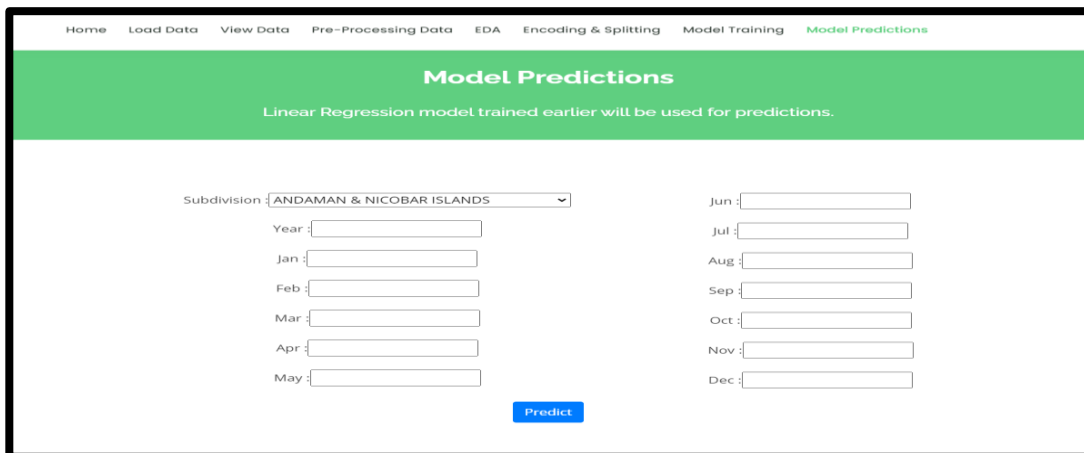 Home Load Data View Data Pre-Processing Data EDA Encoding & Splitting Model Training Model Predictions
Model Predictions
Linear Regression model trained earlier will be used for predictions.
Subdivision : ANDAMAN & NICOBAR ISLANDS
Year :
Jan :
Feb :
Mar :
Apr :
May :
Jun :
Jul :
Aug :
Sep :
Oct :
Nov :
Dec :
Predict